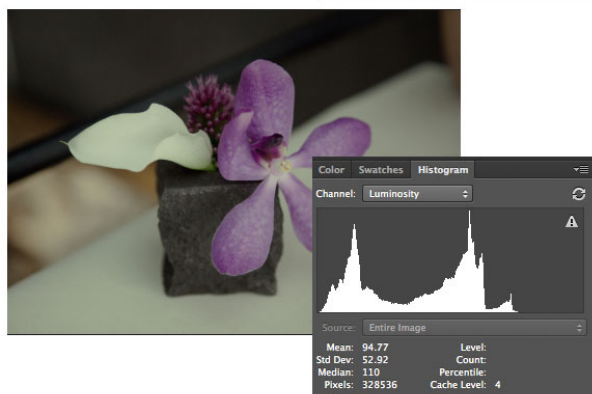 Color Swatches Histogram
Channel: Luminosity
Source: Entire Image
Mean: 94.77 Level:
Std Dev: 52.92 Count:
Median: 110 Percentile:
Pixels: 328536 Cache Level: 4